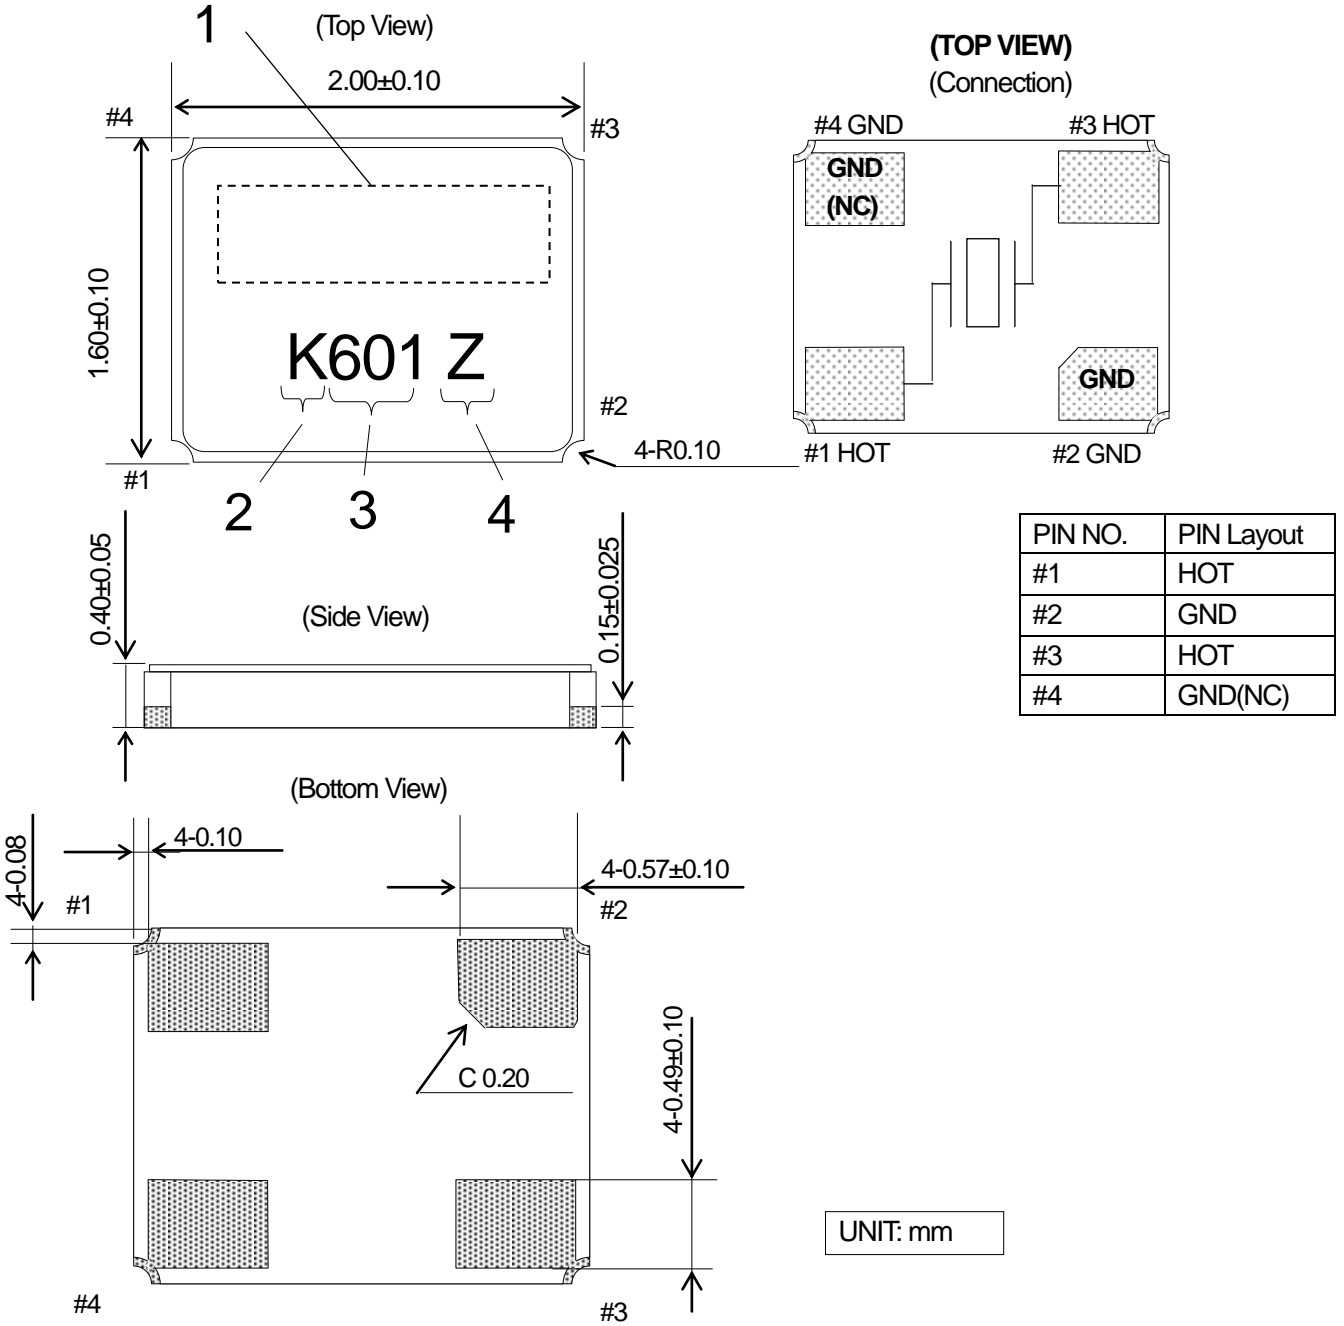 1
(Top View)
2.00±0.10
#4
#3
1.60±0.10
K601 Z
#2
4-R0.10
#1
2
3
4
(TOP VIEW)
(Connection)
#4 GND
#3 HOT
GND
(NC)
GND
#1 HOT
#2 GND
PIN NO. PIN Layout
#1 HOT
#2 GND
#3 HOT
#4 GND(NC)
0.40±0.05
(Side View)
0.15±0.025
(Bottom View)
4-0.08
4-0.10
4-0.57±0.10
#1
#2
C 0.20
4-0.49±0.10
UNIT: mm
#4
#3